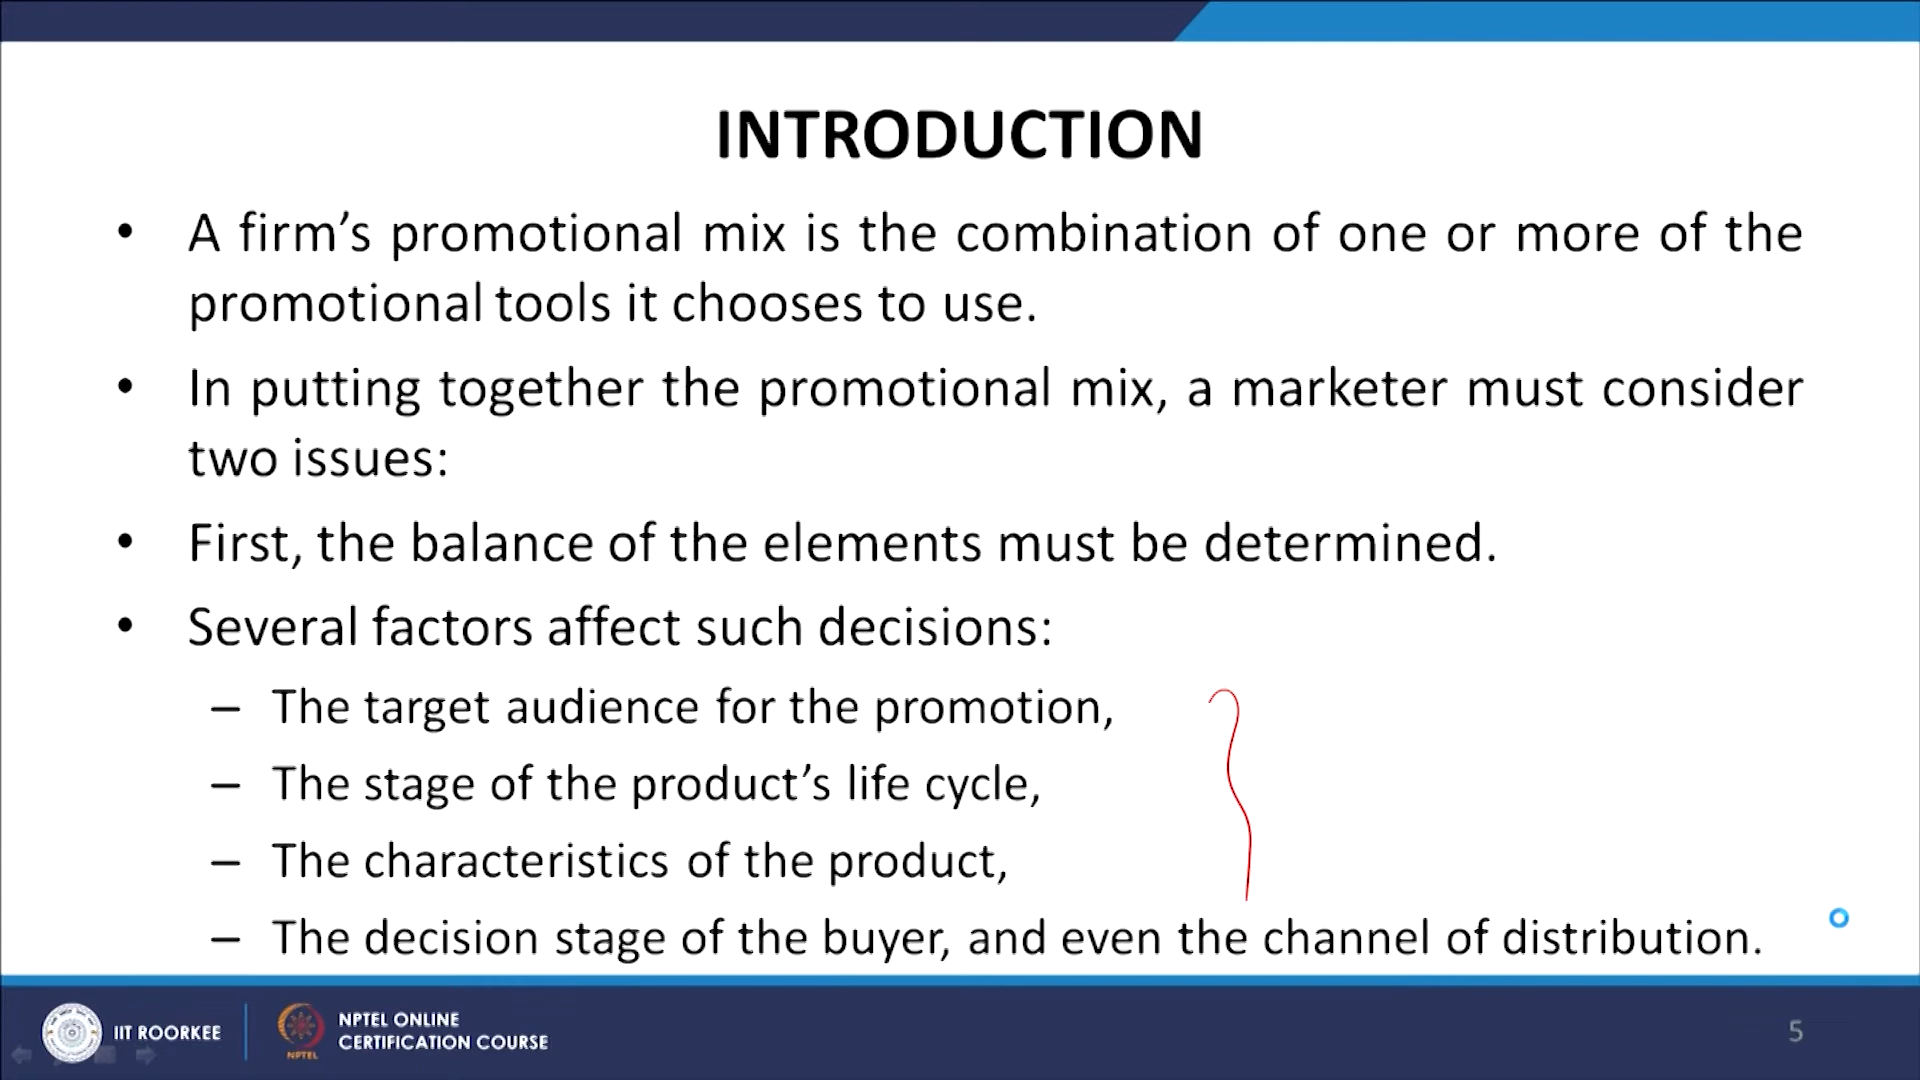 INTRODUCTION
• A firm’s promotional mix is the combination of one or more of the
promotional tools it chooses to use.
• In putting together the promotional mix, a marketer must consider
two issues:
• First, the balance of the elements must be determined.
• Several factors affect such decisions:
– The target audience for the promotion,
– The stage of the product’s life cycle,
– The characteristics of the product,
– The decision stage of the buyer, and even the channel of distribution.
IIT ROORKEE
NPTEL
NPTEL ONLINE
CERTIFICATION COURSE
5